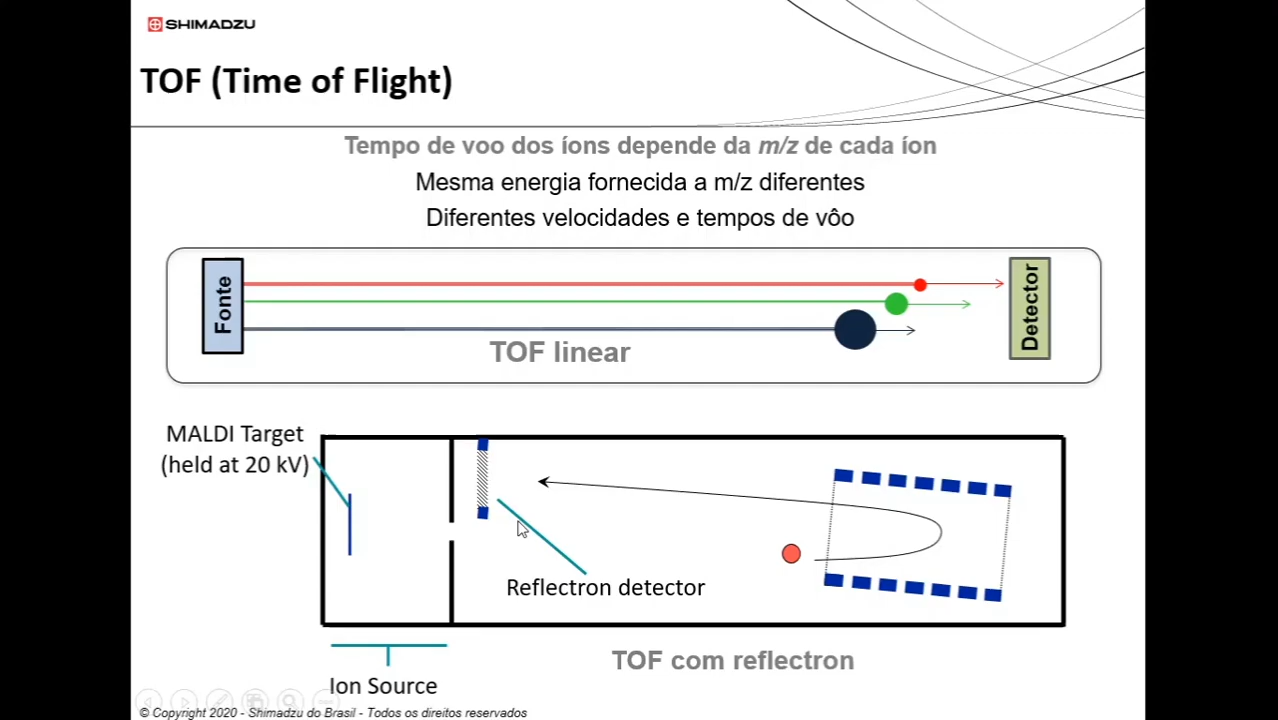 SHIMADZU
TOF (Time of Flight)
Tempo de voo dos íons depende da m/z de cada íon
Mesma energia fornecida a m/z diferentes
Diferentes velocidades e tempos de vôo
Fonte
Detector
TOF linear
MALDI Target
(held at 20 kV)
Reflectron detector
TOF com reflectron
Ion Source
© Copyright 2020 - Shimadzu do Brasil - Todos os direitos reservados